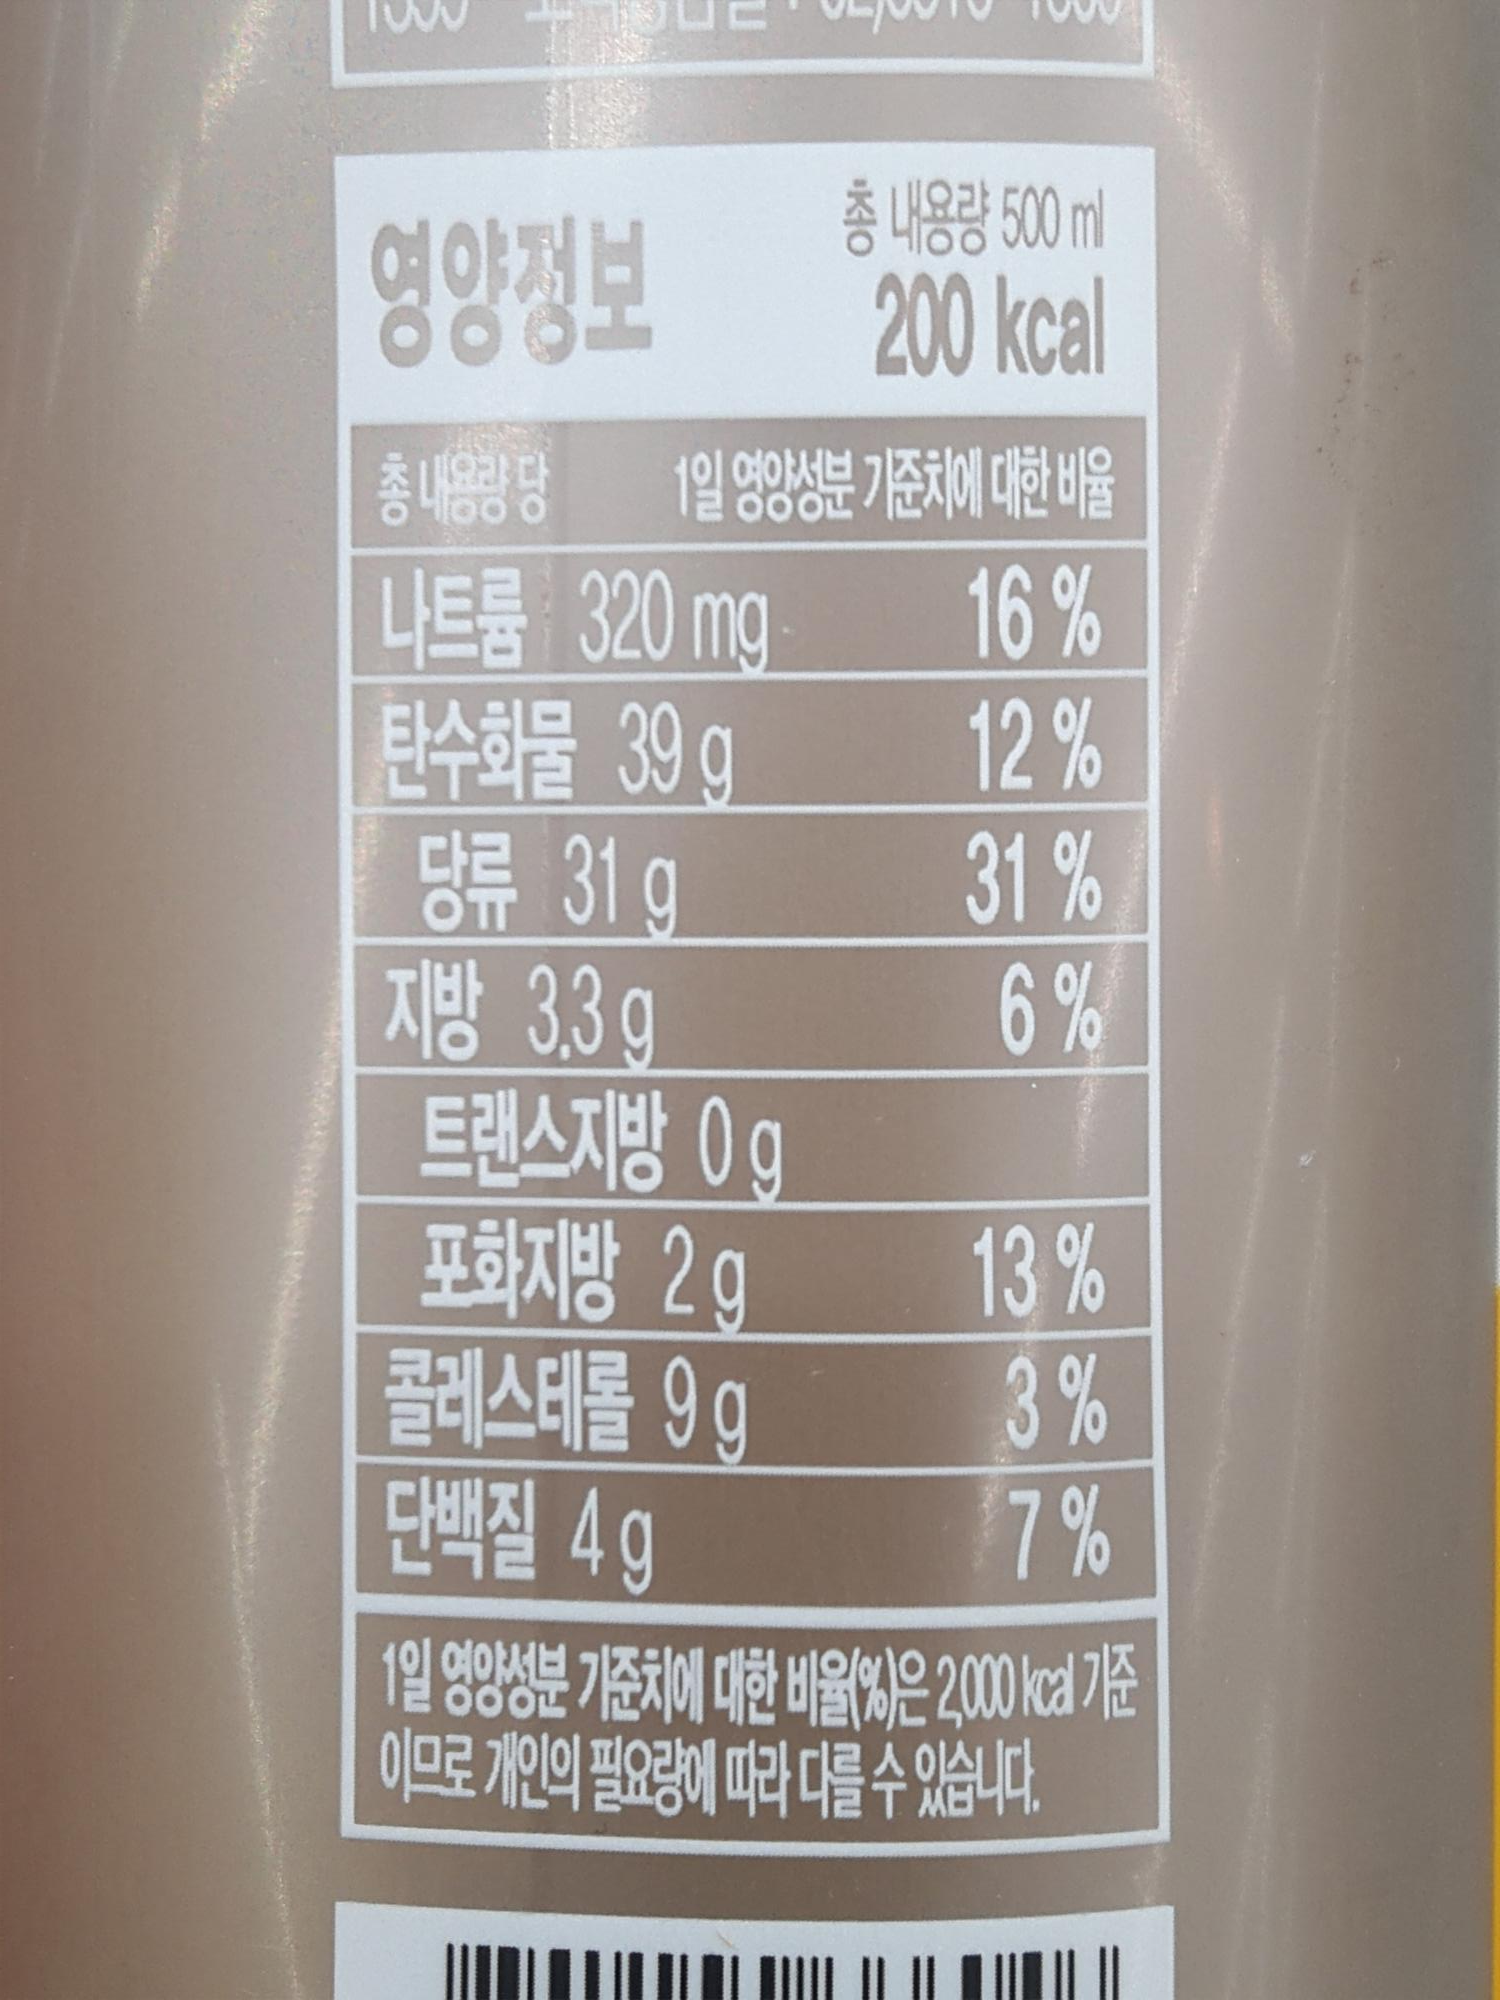 영양정보
총 내용량 500 ml
200 kcal
총 내용량 당 1일 영양성분 기준치에 대한 비율
나트륨 320 mg 16 %
탄수화물 39 g 12 %
당류 31 g 31 %
지방 3.3 g 6 %
트랜스지방 0 g
포화지방 2 g 13 %
콜레스테롤 9 g 3 %
단백질 4 g 7 %
1일 영양성분 기준치에 대한 비율(%)은 2,000 kcal 기준
이므로 개인의 필요량에 따라 다를 수 있습니다.